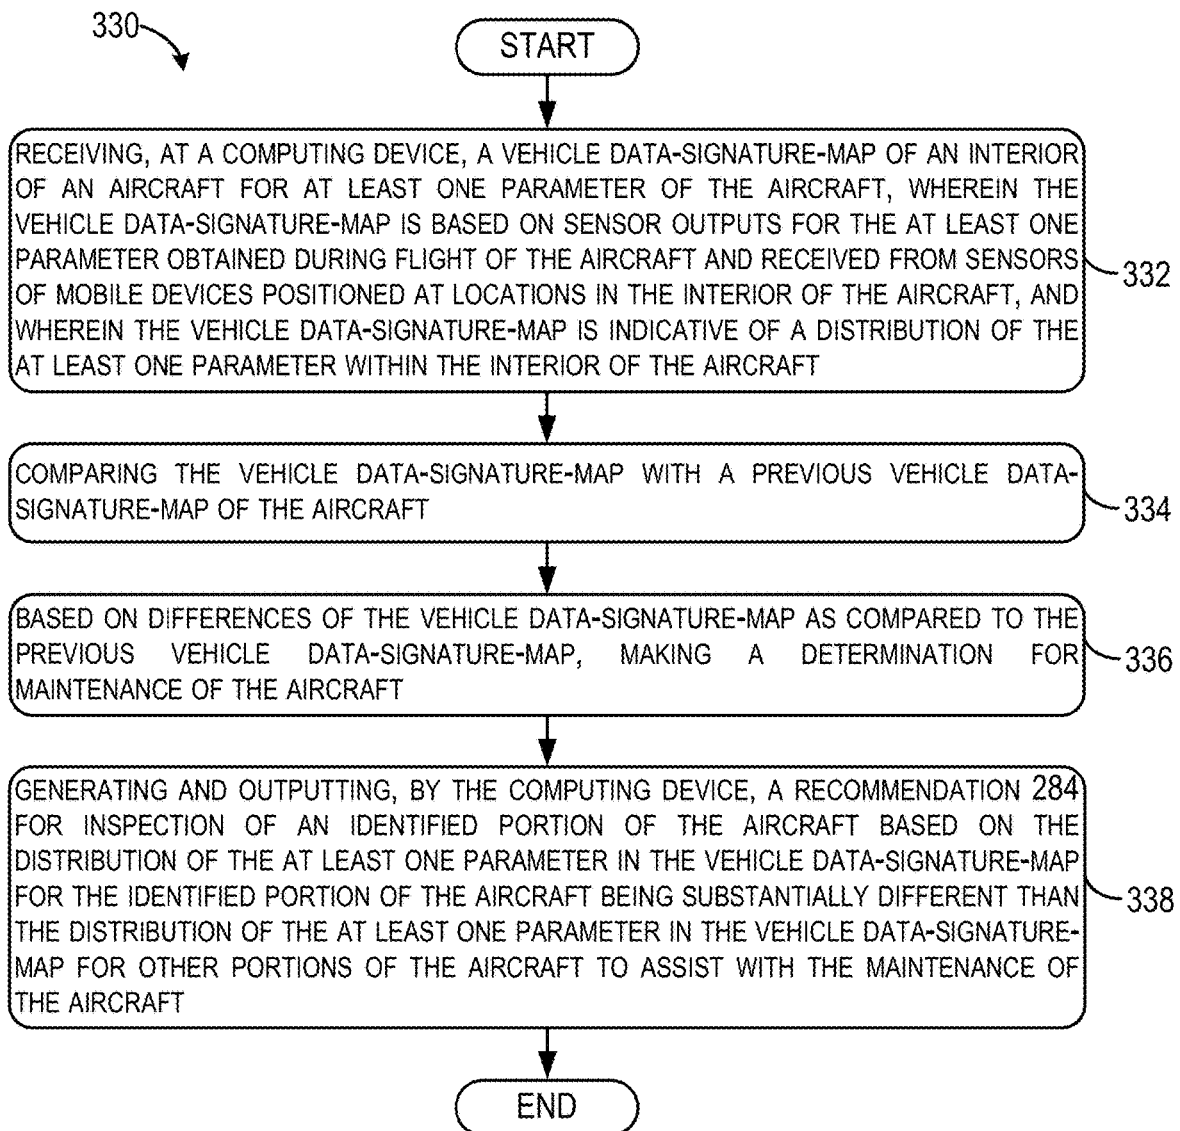 330
START
RECEIVING, AT A COMPUTING DEVICE, A VEHICLE DATA-SIGNATURE-MAP OF AN INTERIOR
OF AN AIRCRAFT FOR AT LEAST ONE PARAMETER OF THE AIRCRAFT, WHEREIN THE
VEHICLE DATA-SIGNATURE-MAP IS BASED ON SENSOR OUTPUTS FOR THE AT LEAST ONE
PARAMETER OBTAINED DURING FLIGHT OF THE AIRCRAFT AND RECEIVED FROM SENSORS
OF MOBILE DEVICES POSITIONED AT LOCATIONS IN THE INTERIOR OF THE AIRCRAFT, AND
WHEREIN THE VEHICLE DATA-SIGNATURE-MAP IS INDICATIVE OF A DISTRIBUTION OF THE
AT LEAST ONE PARAMETER WITHIN THE INTERIOR OF THE AIRCRAFT
332
COMPARING THE VEHICLE DATA-SIGNATURE-MAP WITH A PREVIOUS VEHICLE DATA-
SIGNATURE-MAP OF THE AIRCRAFT
334
BASED ON DIFFERENCES OF THE VEHICLE DATA-SIGNATURE-MAP AS COMPARED TO THE
PREVIOUS VEHICLE DATA-SIGNATURE-MAP, MAKING A DETERMINATION FOR
MAINTENANCE OF THE AIRCRAFT
336
GENERATING AND OUTPUTTING, BY THE COMPUTING DEVICE, A RECOMMENDATION 284
FOR INSPECTION OF AN IDENTIFIED PORTION OF THE AIRCRAFT BASED ON THE
DISTRIBUTION OF THE AT LEAST ONE PARAMETER IN THE VEHICLE DATA-SIGNATURE-MAP
FOR THE IDENTIFIED PORTION OF THE AIRCRAFT BEING SUBSTANTIALLY DIFFERENT THAN
THE DISTRIBUTION OF THE AT LEAST ONE PARAMETER IN THE VEHICLE DATA-SIGNATURE-
MAP FOR OTHER PORTIONS OF THE AIRCRAFT TO ASSIST WITH THE MAINTENANCE OF
THE AIRCRAFT
338
END